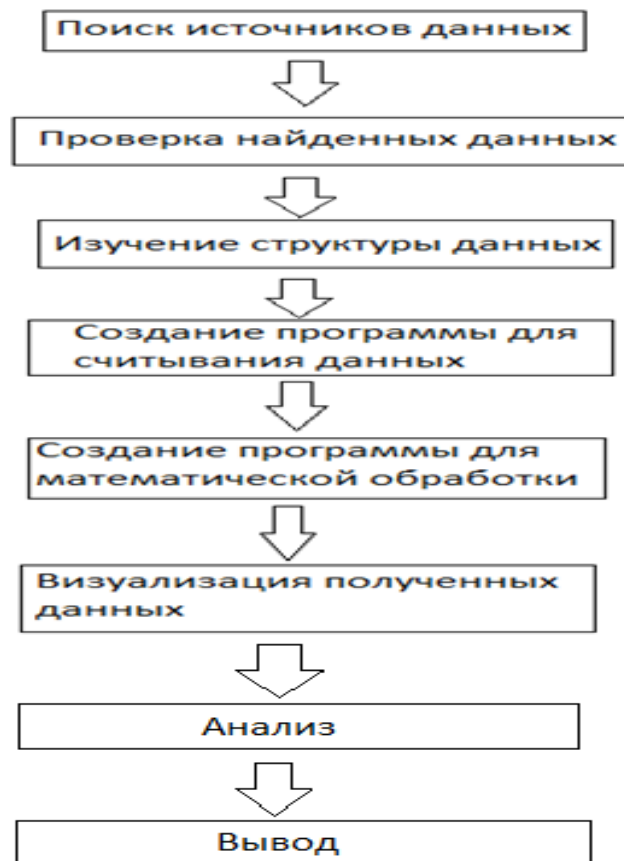 Поиск источников данных
Проверка найденных данных
Изучение структуры данных
Создание программы для
считывания данных
Создание программы для
математической обработки
Визуализация полученных
данных
Анализ
Вывод